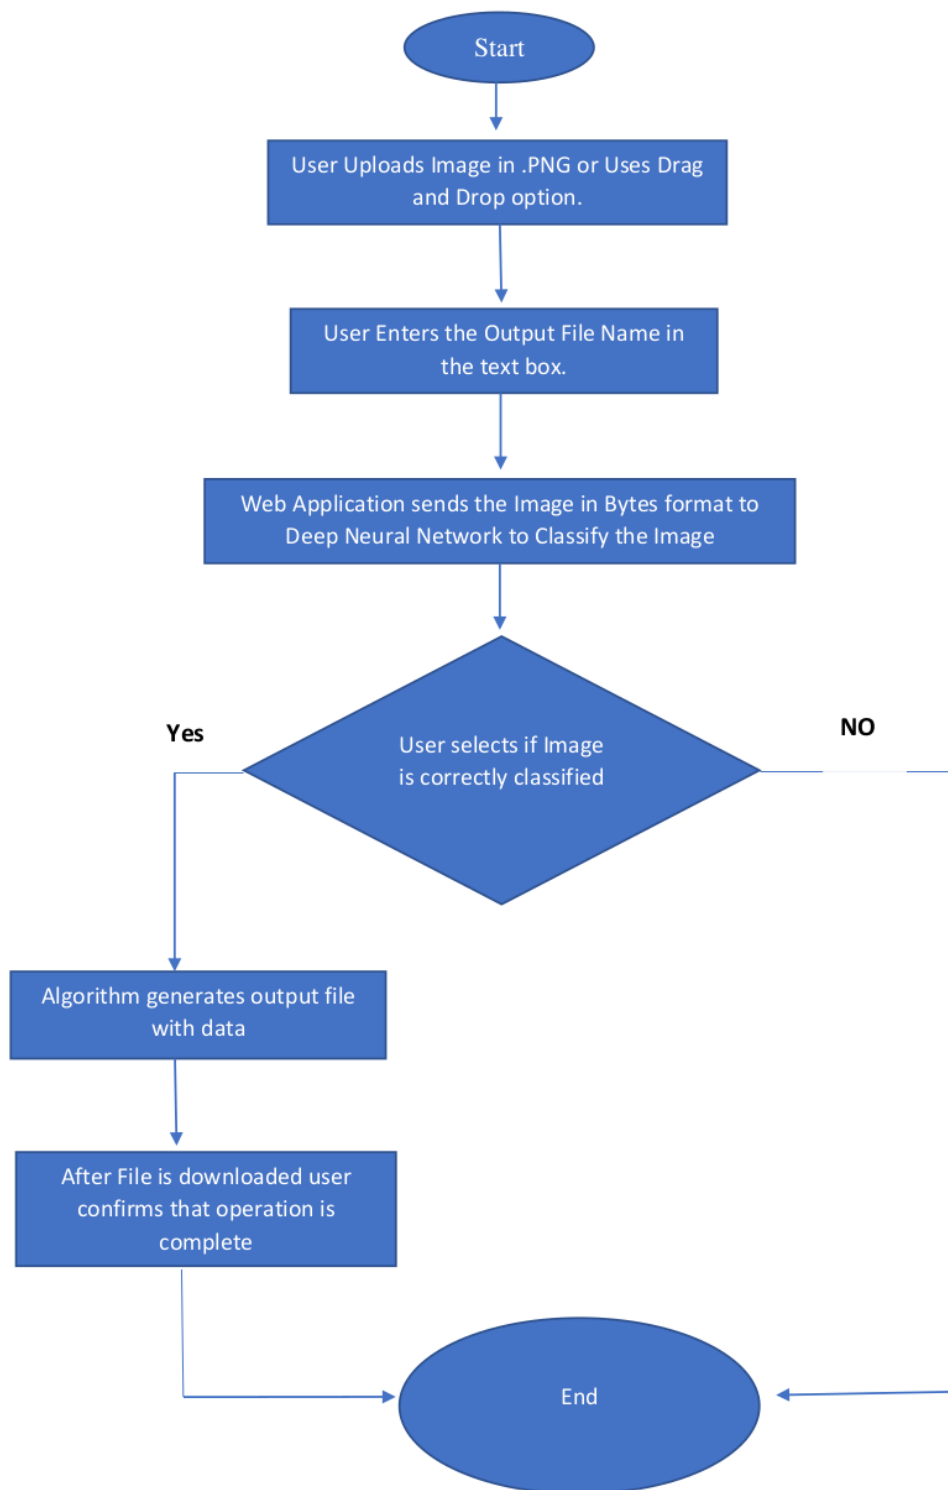 Start
User Uploads Image in .PNG or Uses Drag
and Drop option.
User Enters the Output File Name in
the text box.
Web Application sends the Image in Bytes format to
Deep Neural Network to Classify the Image
Yes
NO
User selects if Image
is correctly classified
Algorithm generates output file
with data
After File is downloaded user
confirms that operation is
complete
End